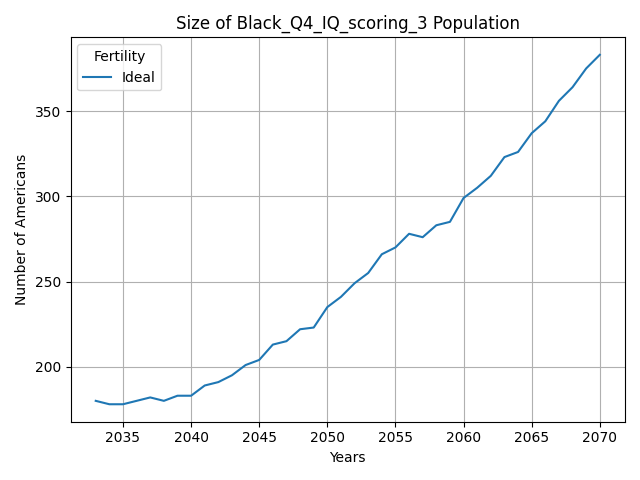 Size of Black_Q4_IQ_scoring_3 Population
Fertility
Ideal
Number of Americans
350
300
250
200
2035 2040 2045 2050 2055 2060 2065 2070
Years